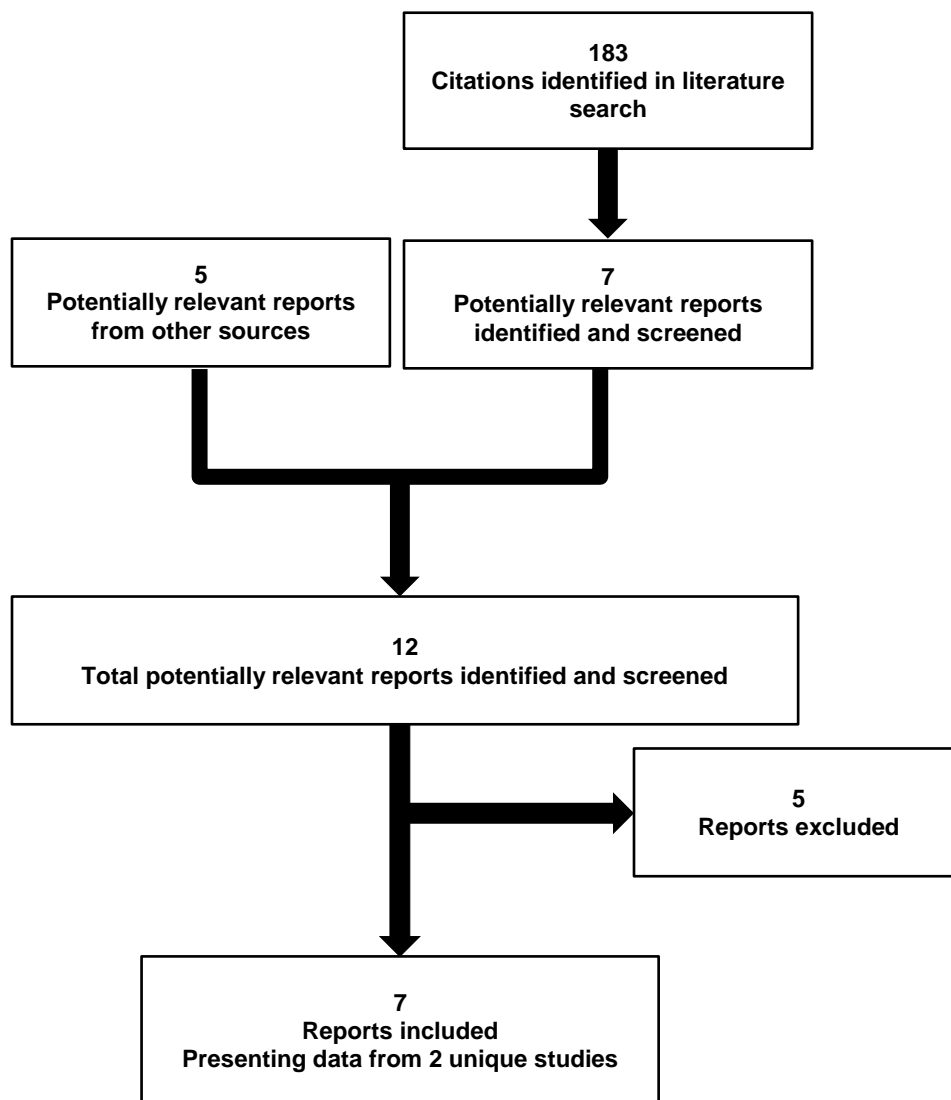 183
Citations identified in literature
search
5
Potentially relevant reports
from other sources
7
Potentially relevant reports
identified and screened
12
Total potentially relevant reports identified and screened
5
Reports excluded
7
Reports included
Presenting data from 2 unique studies